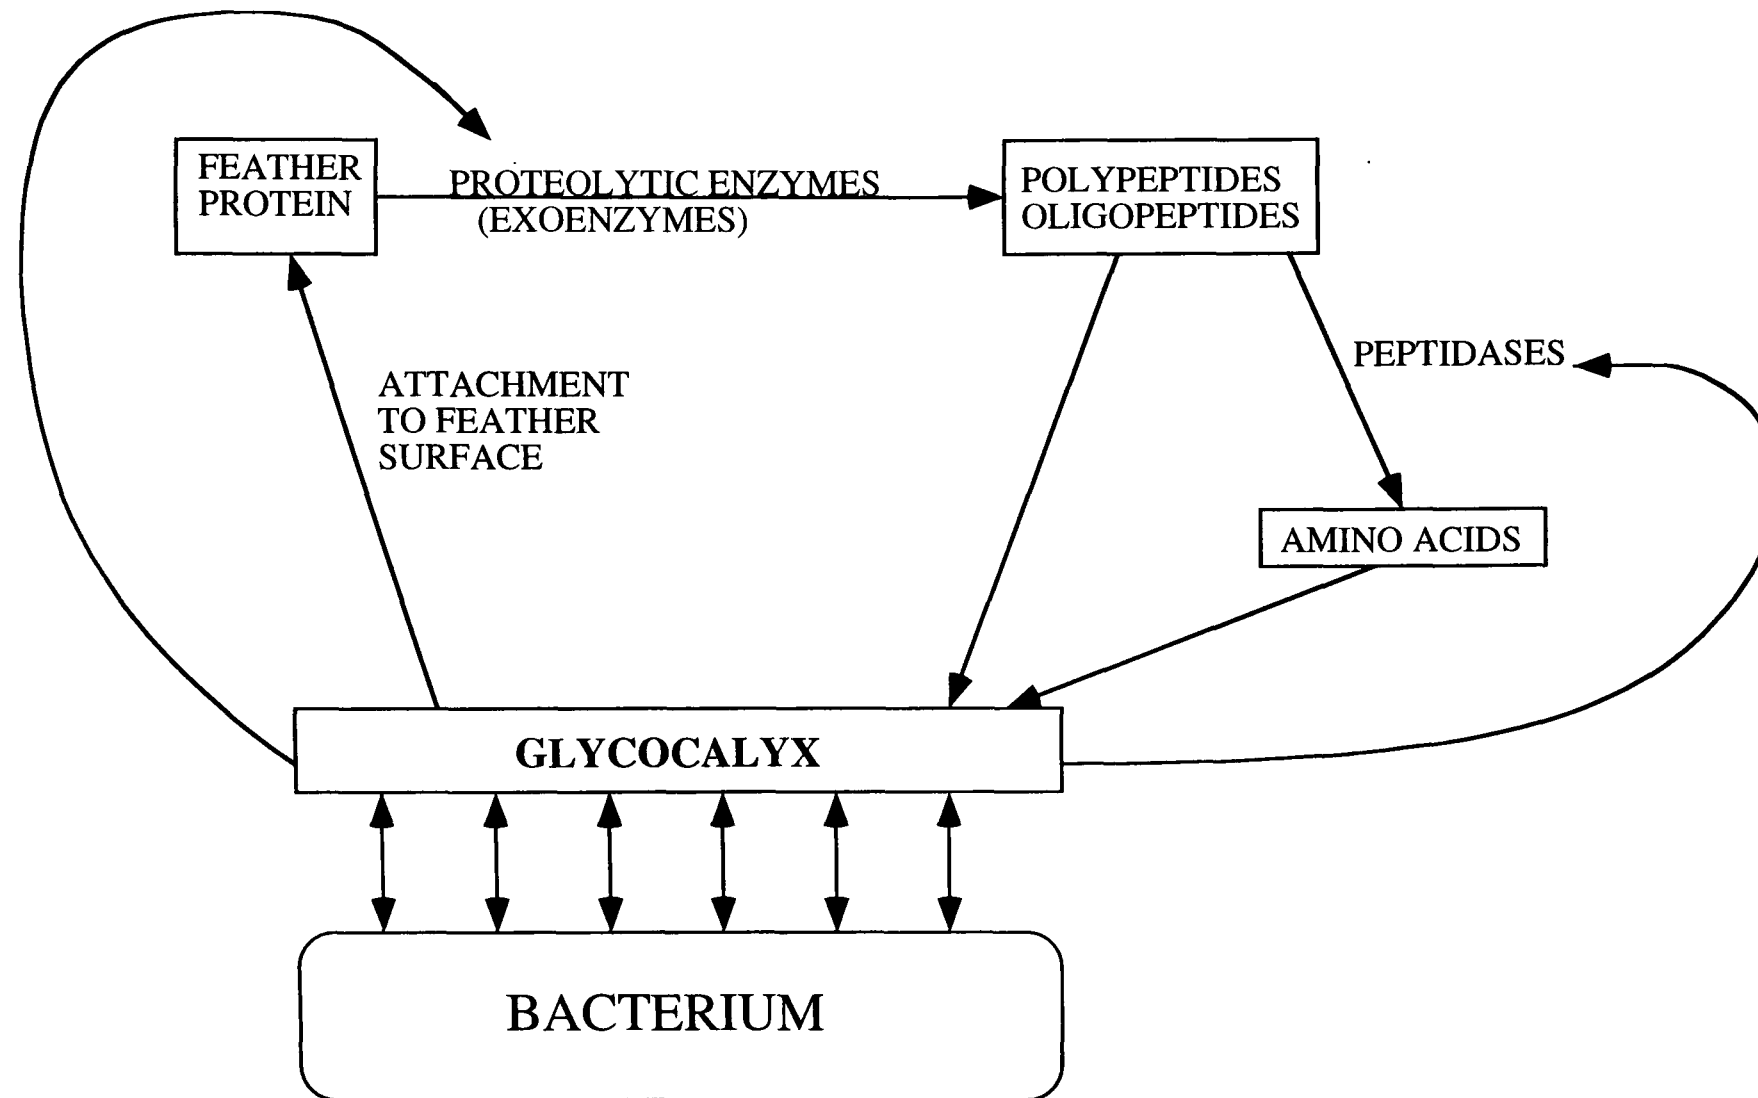 FEATHER
PROTEIN
PROTEOLYTIC ENZYMES
(EXOENZYMES)
POLYPEPTIDES
OLIGOPEPTIDES
ATTACHMENT
TO FEATHER
SURFACE
PEPTIDASES
AMINO ACIDS
GLYCOCALYX
BACTERIUM